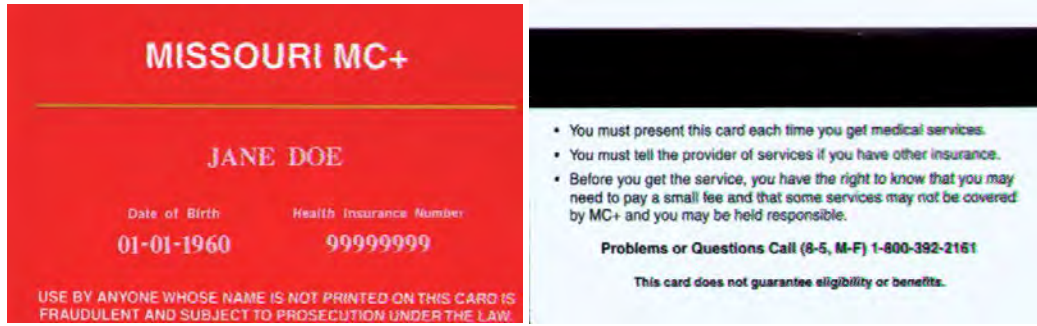 MISSOURI MC+
JANE DOE
Date of Birth Health Insurance Number
01-01-1960 99999999
USE BY ANYONE WHOSE NAME IS NOT PRINTED ON THIS CARD IS
FRAUDULENT AND SUBJECT TO PROSECUTION UNDER THE LAW.
• You must present this card each time you get medical services.
• You must tell the provider of services if you have other insurance.
• Before you get the service, you have the right to know that you may
need to pay a small fee and that some services may not be covered
by MC+ and you may be held responsible.
Problems or Questions Call (8-5, M-F) 1-800-392-2161
This card does not guarantee eligibility or benefits.